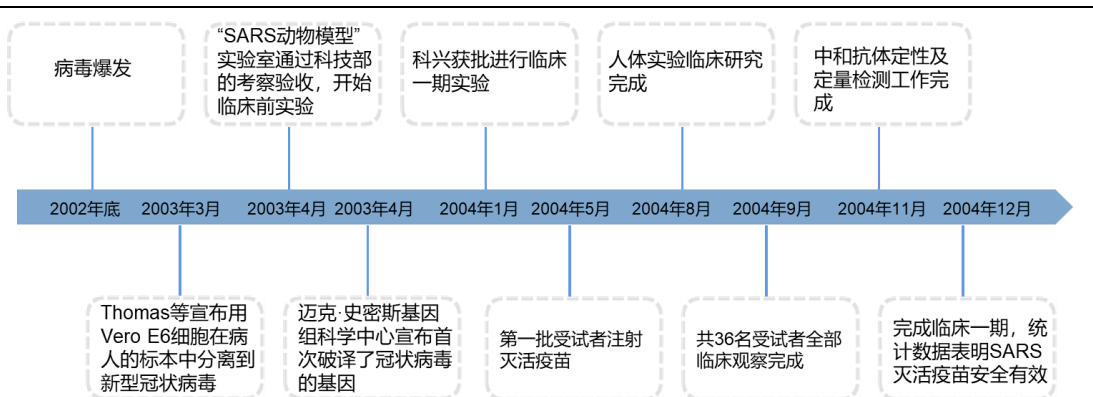 病毒爆发
“SARS动物模型”
实验室通过科技部
的考察验收，开始
临床前实验
科兴获批进行临床
一期实验
人体实验临床研究
完成
中和抗体定性及
定量检测工作完
成
2002年底 2003年3月 2003年4月 2003年4月 2004年1月 2004年5月 2004年8月 2004年9月 2004年11月 2004年12月
Thomas等宣布用
Vero E6细胞在病
人的标本中分离到
新型冠状病毒
迈克·史密斯基因
组科学中心宣布首
次破译了冠状病毒
的基因
第一批受试者注射
灭活疫苗
共36名受试者全部
临床观察完成
完成临床一期，统
计数据表明SARS
灭活疫苗安全有效